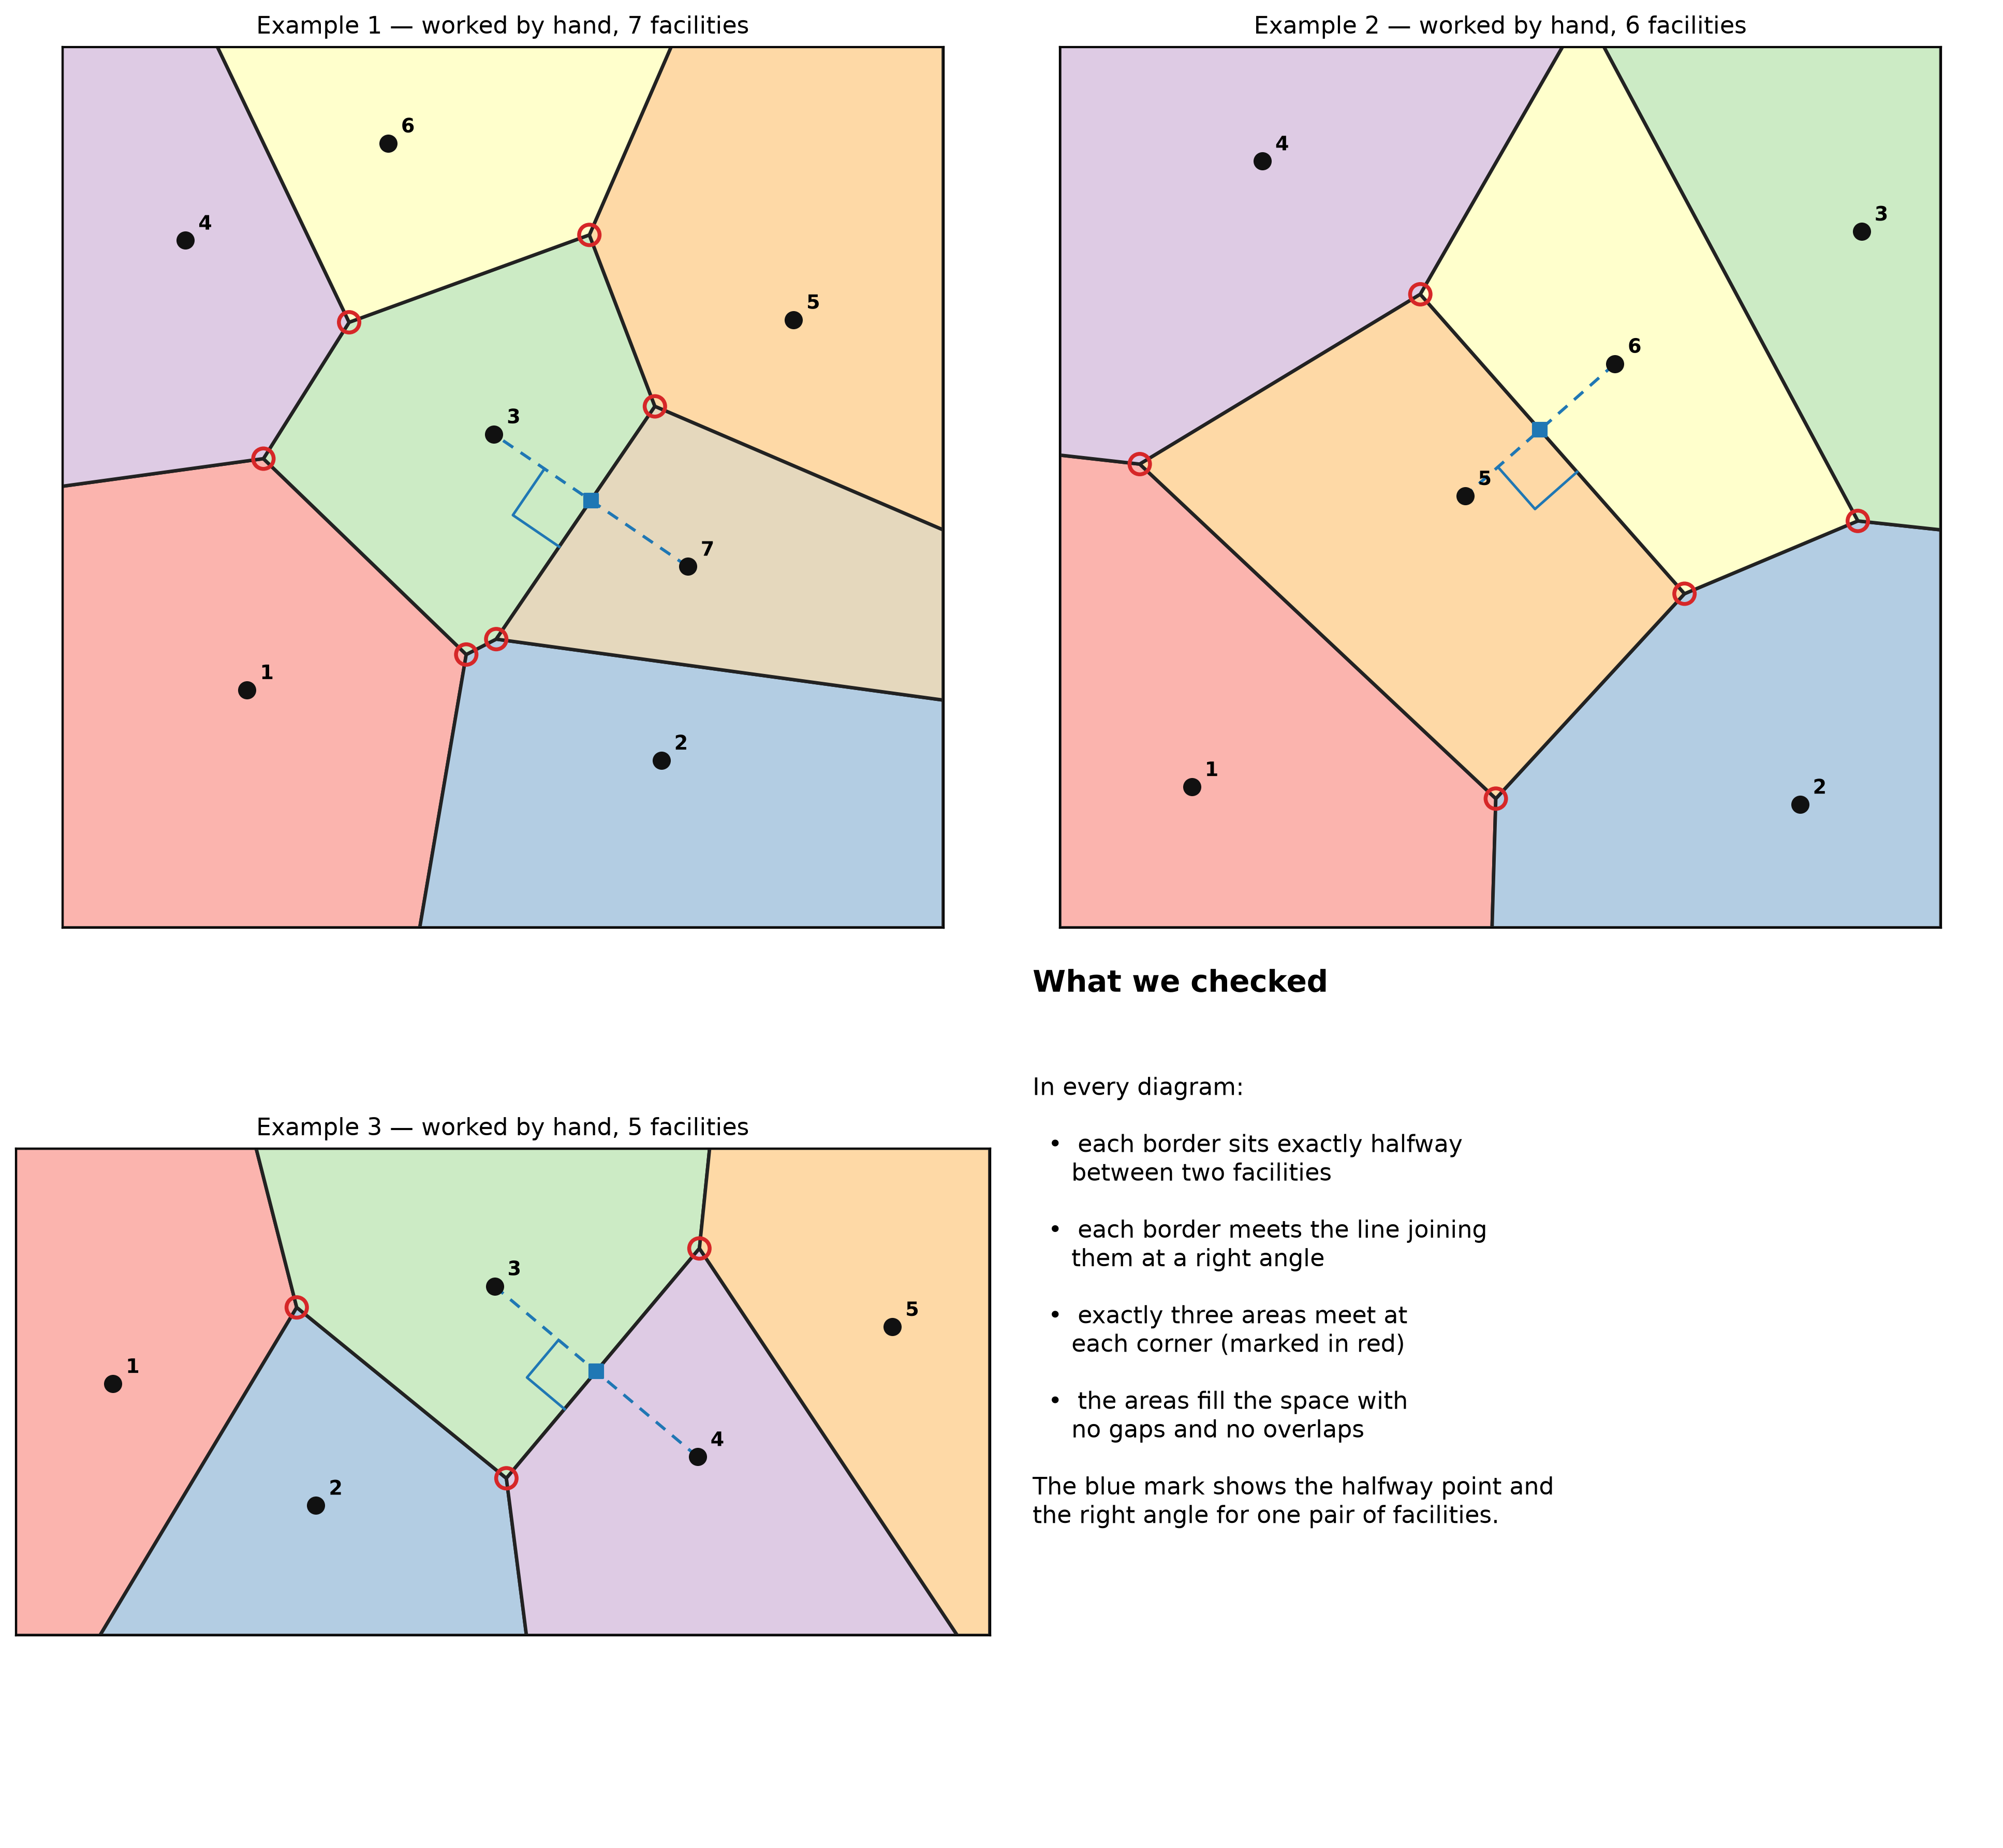 Example 1 — worked by hand, 7 facilities
6
4
5
3
7
1
2
Example 2 — worked by hand, 6 facilities
4
3
6
5
1
2
Example 3 — worked by hand, 5 facilities
3
5
1
4
2
What we checked
In every diagram:
• each border sits exactly halfway
between two facilities
• each border meets the line joining
them at a right angle
• exactly three areas meet at
each corner (marked in red)
• the areas fill the space with
no gaps and no overlaps
The blue mark shows the halfway point and
the right angle for one pair of facilities.